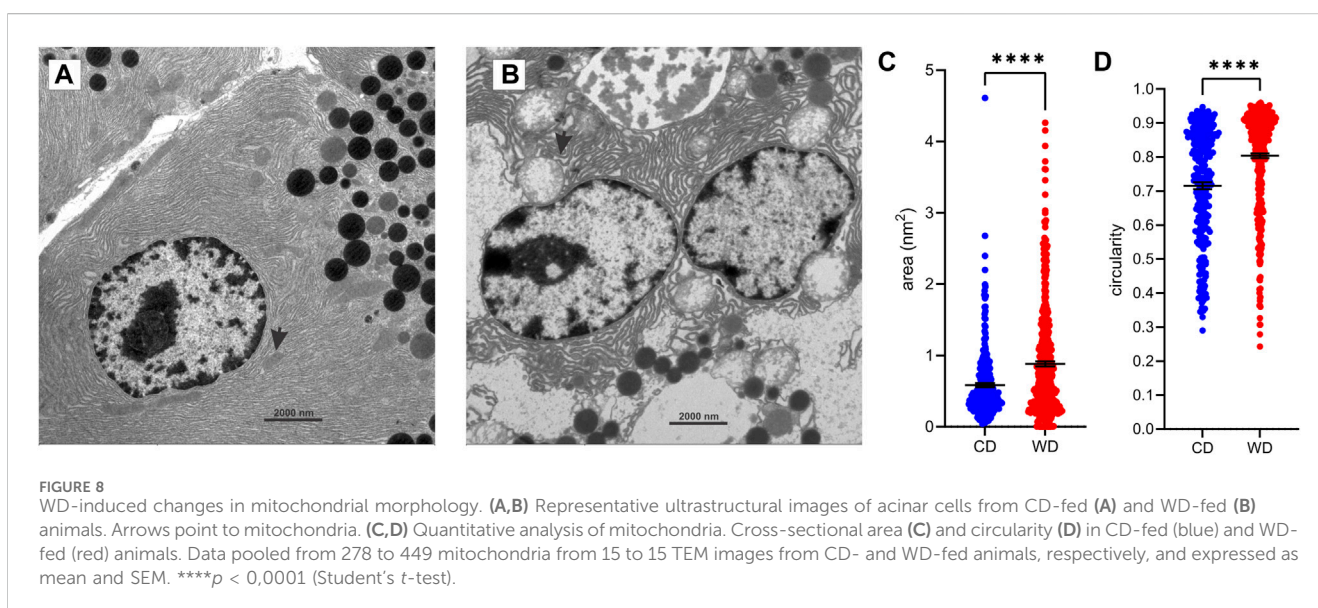 A
2000 nm
B
2000 nm
C
****
area (nm²)
5
4
3
2
1
0
CD
WD
D
****
circularity
1.0
0.9
0.8
0.7
0.6
0.5
0.4
0.3
0.2
0.1
0.0
CD
WD
FIGURE 8
WD-induced changes in mitochondrial morphology. (A,B) Representative ultrastructural images of acinar cells from CD-fed (A) and WD-fed (B)
animals. Arrows point to mitochondria. (C,D) Quantitative analysis of mitochondria. Cross-sectional area (C) and circularity (D) in CD-fed (blue) and WD-
fed (red) animals. Data pooled from 278 to 449 mitochondria from 15 to 15 TEM images from CD- and WD-fed animals, respectively, and expressed as
mean and SEM. ****p < 0,0001 (Student's t-test).